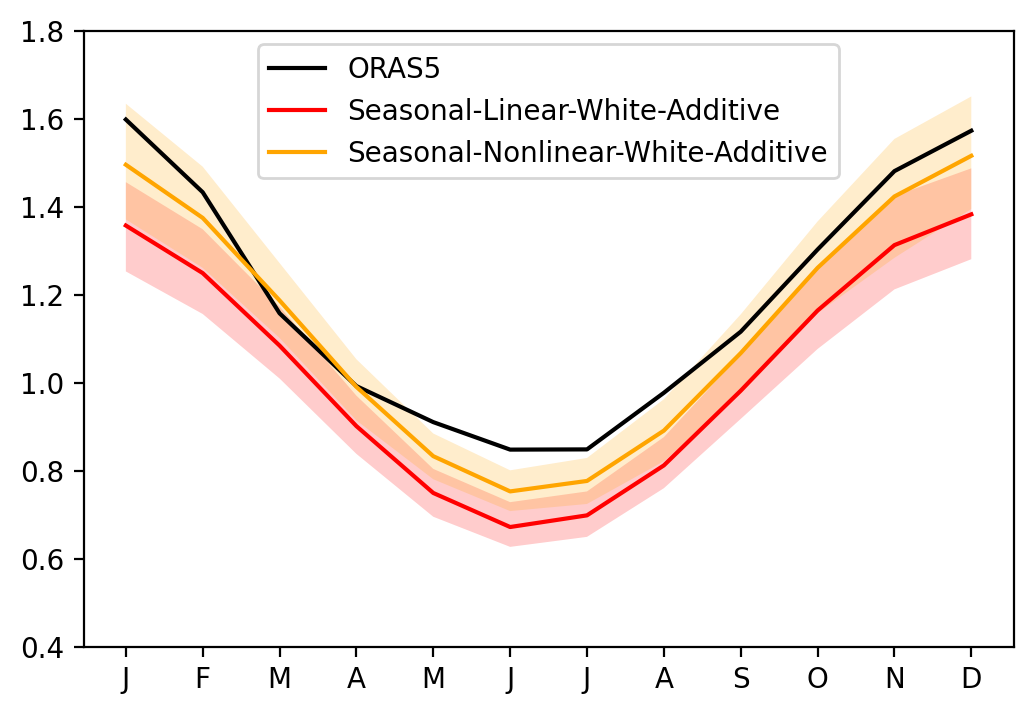 ORAS5
Seasonal-Linear-White-Additive
Seasonal-Nonlinear-White-Additive
1.8
1.6
1.4
1.2
1.0
0.8
0.6
0.4
J F M A M J J A S O N D